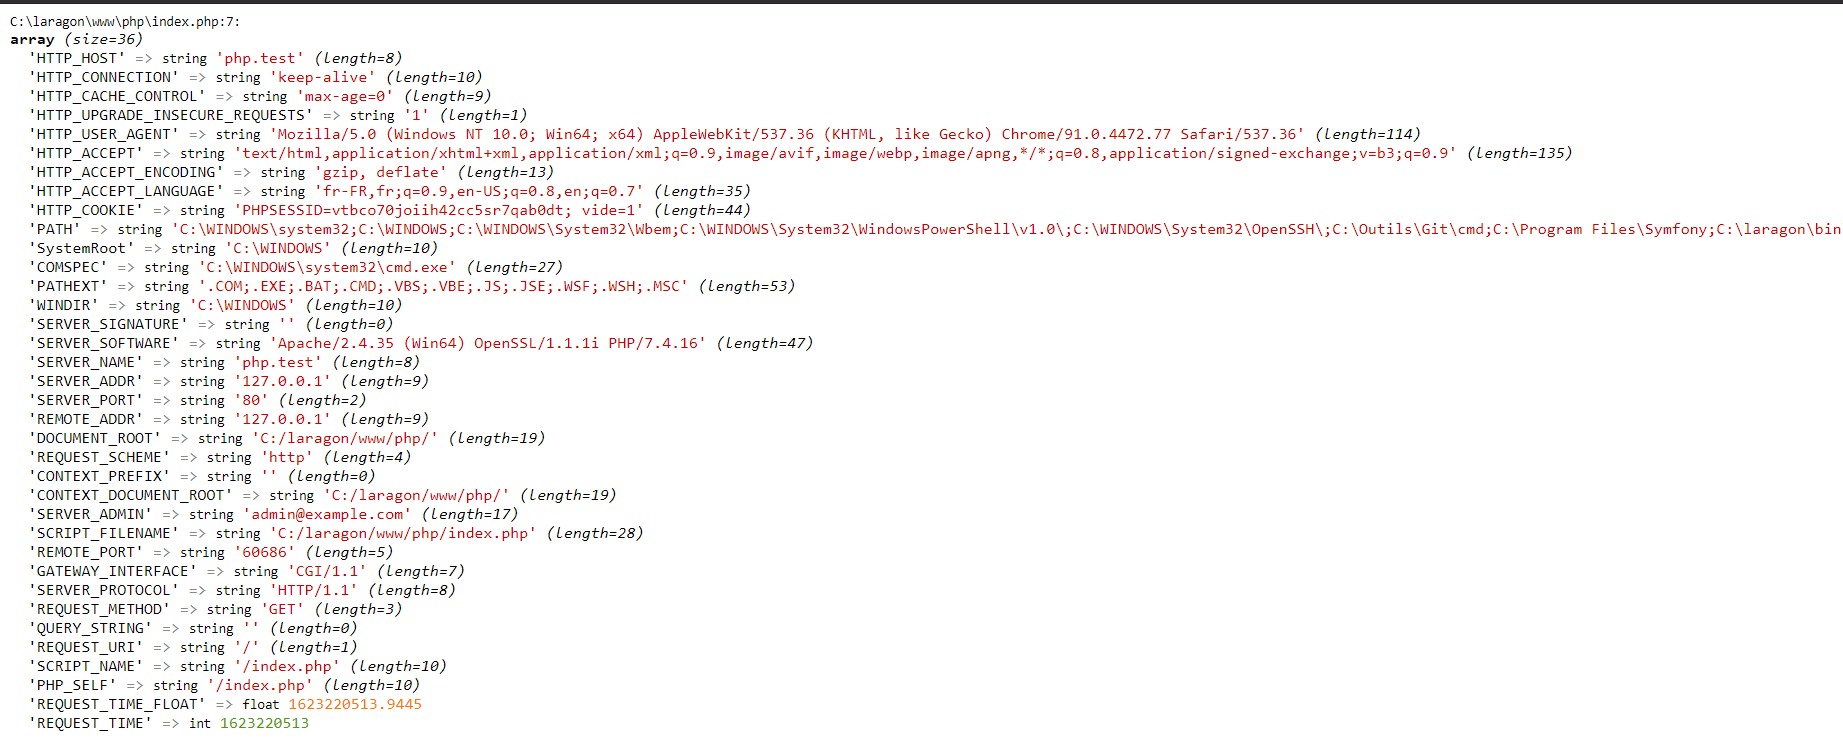 C:\laragon\www\php\index.php:7:
array (size=36)
'HTTP_HOST' => string 'php.test' (length=8)
'HTTP_CONNECTION' => string 'keep-alive' (length=10)
'HTTP_CACHE_CONTROL' => string 'max-age=0' (length=9)
'HTTP_UPGRADE_INSECURE_REQUESTS' => string '1' (length=1)
'HTTP_USER_AGENT' => string 'Mozilla/5.0 (Windows NT 10.0; Win64; x64) AppleWebKit/537.36 (KHTML, like Gecko) Chrome/91.0.4472.77 Safari/537.36' (length=114)
'HTTP_ACCEPT' => string 'text/html,application/xhtml+xml,application/xml;q=0.9,image/avif,image/webp,image/apng,*/*;q=0.8,application/signed-exchange;v=b3;q=0.9' (length=135)
'HTTP_ACCEPT_ENCODING' => string 'gzip, deflate' (length=13)
'HTTP_ACCEPT_LANGUAGE' => string 'fr-FR,fr;q=0.9,en-US;q=0.8,en;q=0.7' (length=35)
'HTTP_COOKIE' => string 'PHPSESSID=vtbco70joiih42cc5sr7qab0dt; vide=1' (length=44)
'PATH' => string 'C:\WINDOWS\system32;C:\WINDOWS;C:\WINDOWS\System32\Wbem;C:\WINDOWS\System32\WindowsPowerShell\v1.0\;C:\WINDOWS\System32\OpenSSH\;C:\Outils\Git\cmd;C:\Program Files\Symfony;C:\laragon\bin
'SystemRoot' => string 'C:\WINDOWS' (length=10)
'COMSPEC' => string 'C:\WINDOWS\system32\cmd.exe' (length=27)
'PATHEXT' => string '.COM;.EXE;.BAT;.CMD;.VBS;.VBE;.JS;.JSE;.WSF;.WSH;.MSC' (length=53)
'WINDIR' => string 'C:\WINDOWS' (length=10)
'SERVER_SIGNATURE' => string '' (length=0)
'SERVER_SOFTWARE' => string 'Apache/2.4.35 (Win64) OpenSSL/1.1.1i PHP/7.4.16' (length=47)
'SERVER_NAME' => string 'php.test' (length=8)
'SERVER_ADDR' => string '127.0.0.1' (length=9)
'SERVER_PORT' => string '80' (length=2)
'REMOTE_ADDR' => string '127.0.0.1' (length=9)
'DOCUMENT_ROOT' => string 'C:/laragon/www/php/' (length=19)
'REQUEST_SCHEME' => string 'http' (length=4)
'CONTEXT_PREFIX' => string '' (length=0)
'CONTEXT_DOCUMENT_ROOT' => string 'C:/laragon/www/php/' (length=19)
'SERVER_ADMIN' => string 'admin@example.com' (length=17)
'SCRIPT_FILENAME' => string 'C:/laragon/www/php/index.php' (length=28)
'REMOTE_PORT' => string '60686' (length=5)
'GATEWAY_INTERFACE' => string 'CGI/1.1' (length=7)
'SERVER_PROTOCOL' => string 'HTTP/1.1' (length=8)
'REQUEST_METHOD' => string 'GET' (length=3)
'QUERY_STRING' => string '' (length=0)
'REQUEST_URI' => string '/' (length=1)
'SCRIPT_NAME' => string '/index.php' (length=10)
'PHP_SELF' => string '/index.php' (length=10)
'REQUEST_TIME_FLOAT' => float 1623220513.9445
'REQUEST_TIME' => int 1623220513